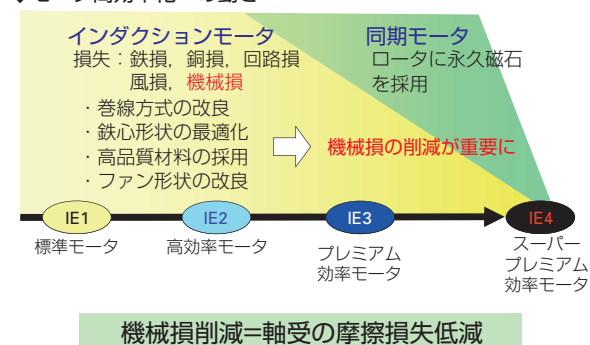 インダクションモータ
損失：鉄損，銅損，回路損
風損，機械損
・巻線方式の改良
・鉄心形状の最適化
・高品質材料の採用
・ファン形状の改良
同期モータ
ロータに永久磁石
を採用
機械損の削減が重要に
IE1
IE2
IE3
IE4
標準モータ
高効率モータ
プレミアム
効率モータ
スーパー
プレミアム
効率モータ
機械損削減=軸受の摩擦損失低減